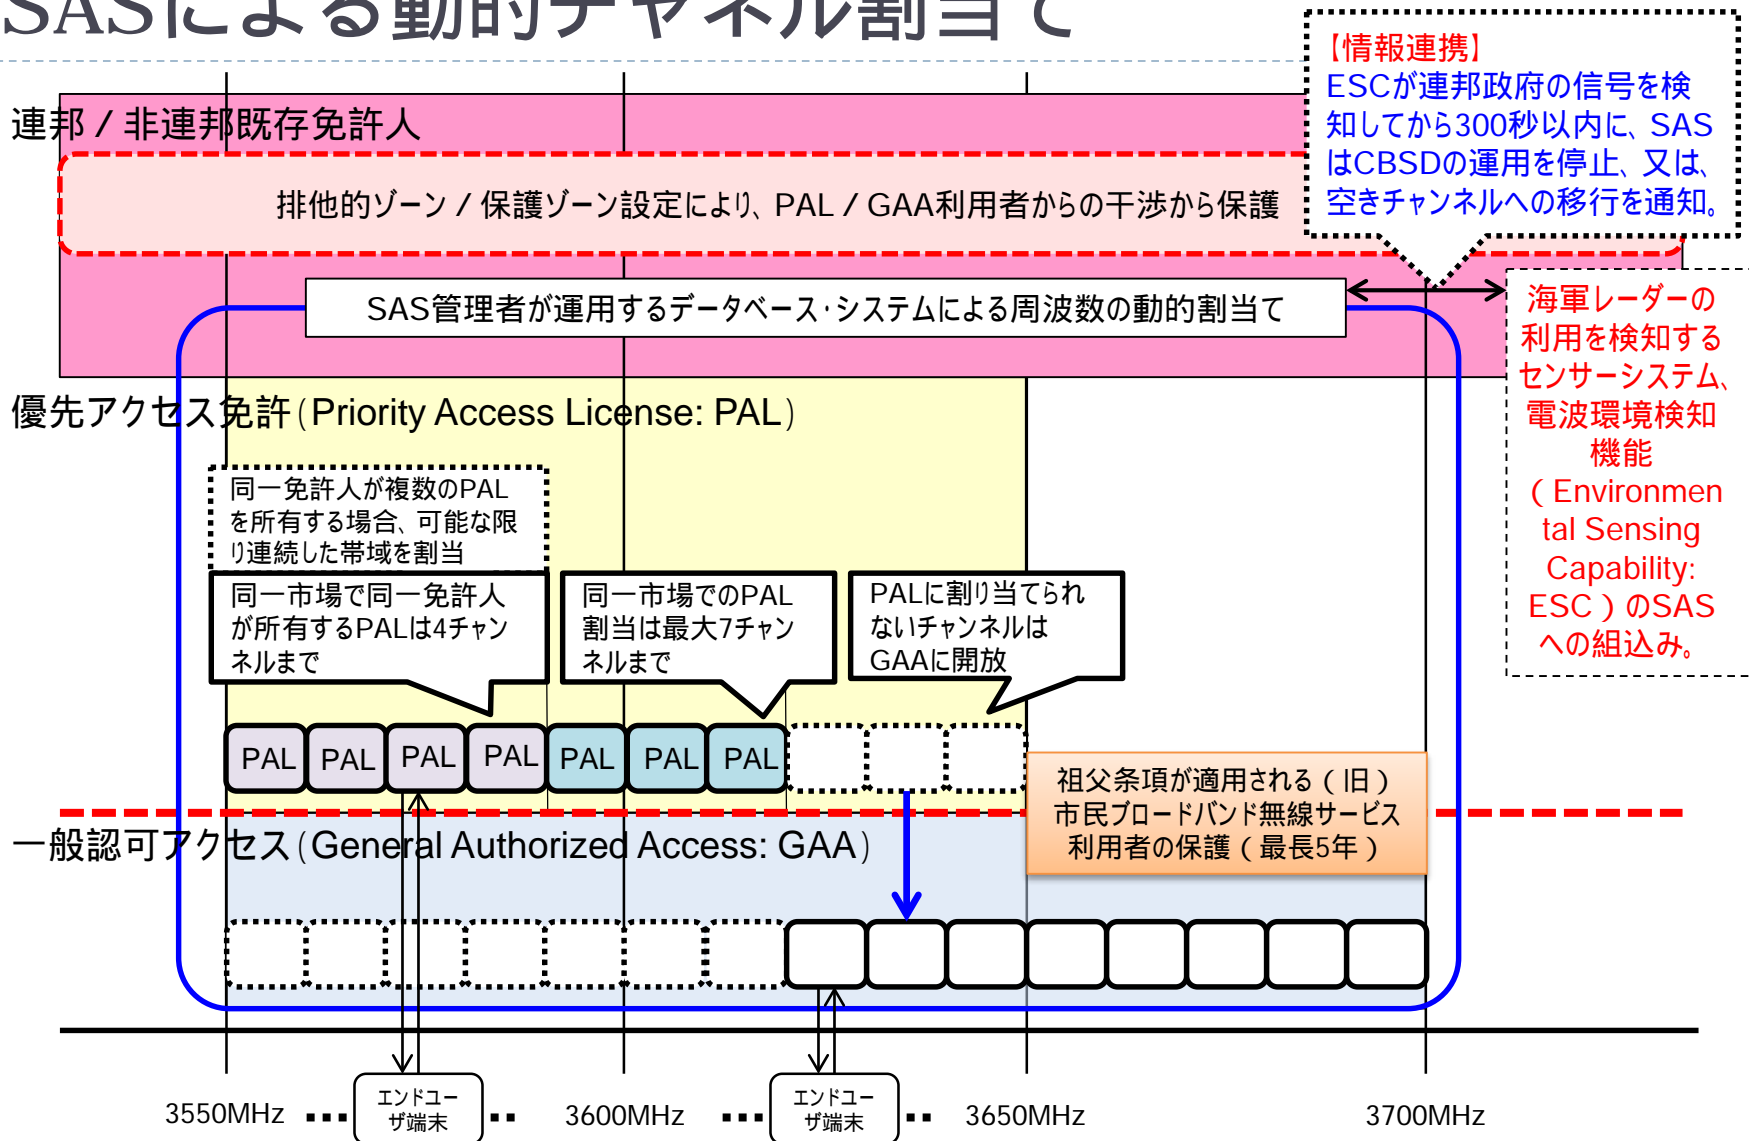 SASによる動的チャネル割当て
【情報連携】
ESCが連邦政府の信号を検
知してから300秒以内に、SAS
はCBSDの運用を停止、又は、
空きチャンネルへの移行を通知。
連邦 / 非連邦既存免許人
排他的ゾーン / 保護ゾーン設定により、PAL / GAA利用者からの干渉から保護
SAS管理者が運用するデータベース・システムによる周波数の動的割当て
海軍レーダーの
利用を検知する
センサーシステム、
電波環境検知
機能
( Environmen
tal Sensing
Capability:
ESC ) のSAS
への組込み。
優先アクセス免許(Priority Access License: PAL)
同一免許人が複数のPAL
を所有する場合、可能な限
り連続した帯域を割当
同一市場で同一免許人
が所有するPALは4チャン
ネルまで
同一市場でのPAL
割当は最大7チャン
ネルまで
PALに割り当てられ
ないチャンネルは
GAAに開放
PAL PAL PAL PAL PAL PAL PAL
祖父条項が適用される ( 旧 )
市民ブロードバンド無線サービス
利用者の保護 ( 最長5年 )
一般認可アクセス(General Authorized Access: GAA)
エンドユー
ザ端末
エンドユー
ザ端末
3550MHz 3600MHz 3650MHz 3700MHz